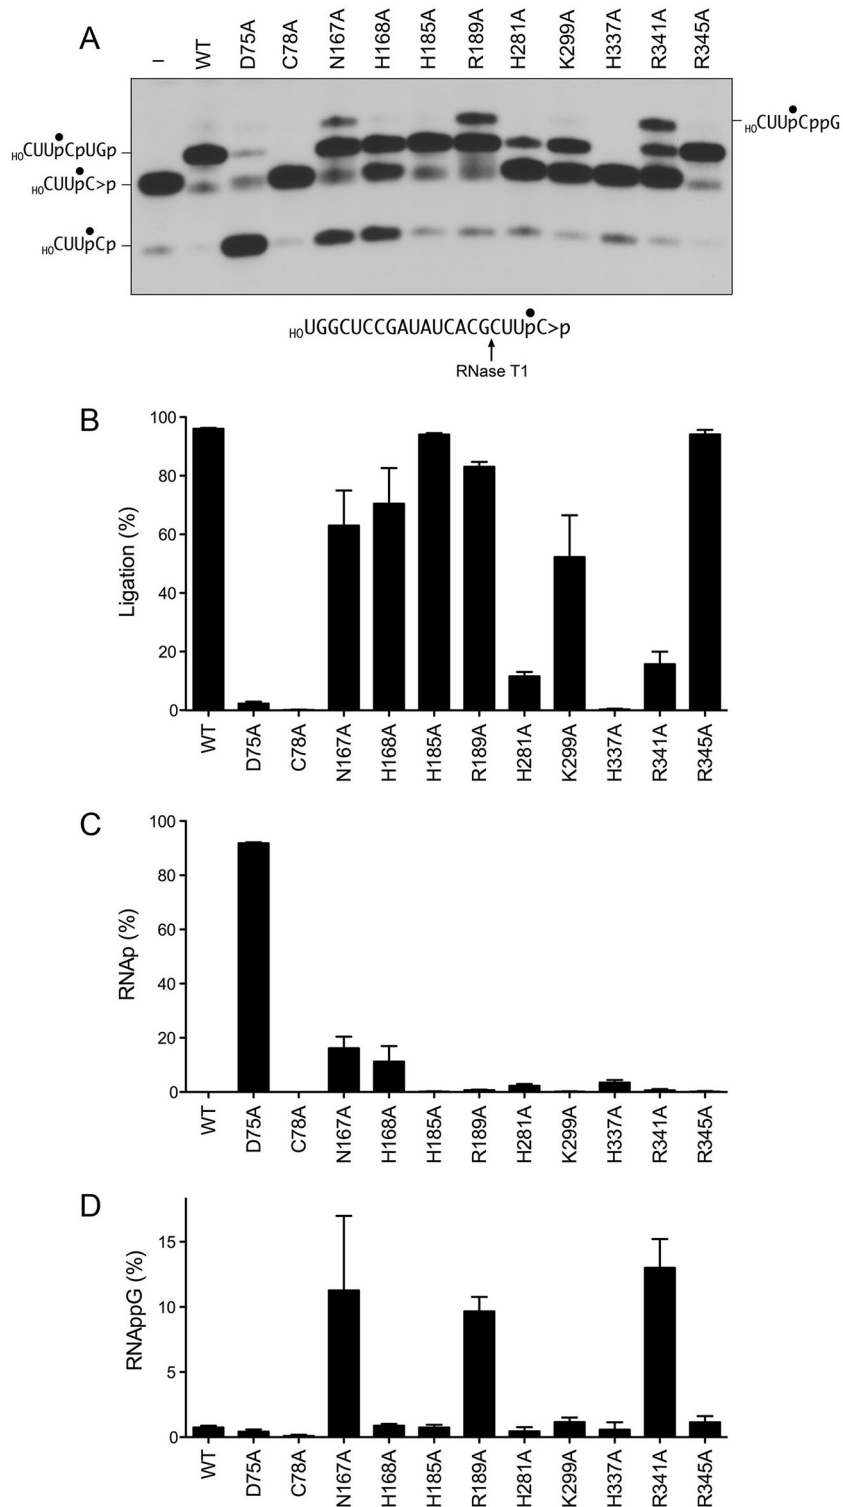 A
– WT D75A C78A N167A H168A H185A R189A H281A K299A H337A R341A R345A
HOCUUpCppG
HOCUUpCpUGp
HOCUUpC>p
HOCUUpCp
HOUGGCUCCGAUAUCACGCUUpC>p
RNase T1
B
Ligation (%)
100
80
60
40
20
0
WT D75A C78A N167A H168A H185A R189A H281A K299A H337A R341A R345A
C
RNAp (%)
100
80
60
40
20
0
WT D75A C78A N167A H168A H185A R189A H281A K299A H337A R341A R345A
D
RNAppG (%)
15
10
5
0
WT D75A C78A N167A H168A H185A R189A H281A K299A H337A R341A R345A